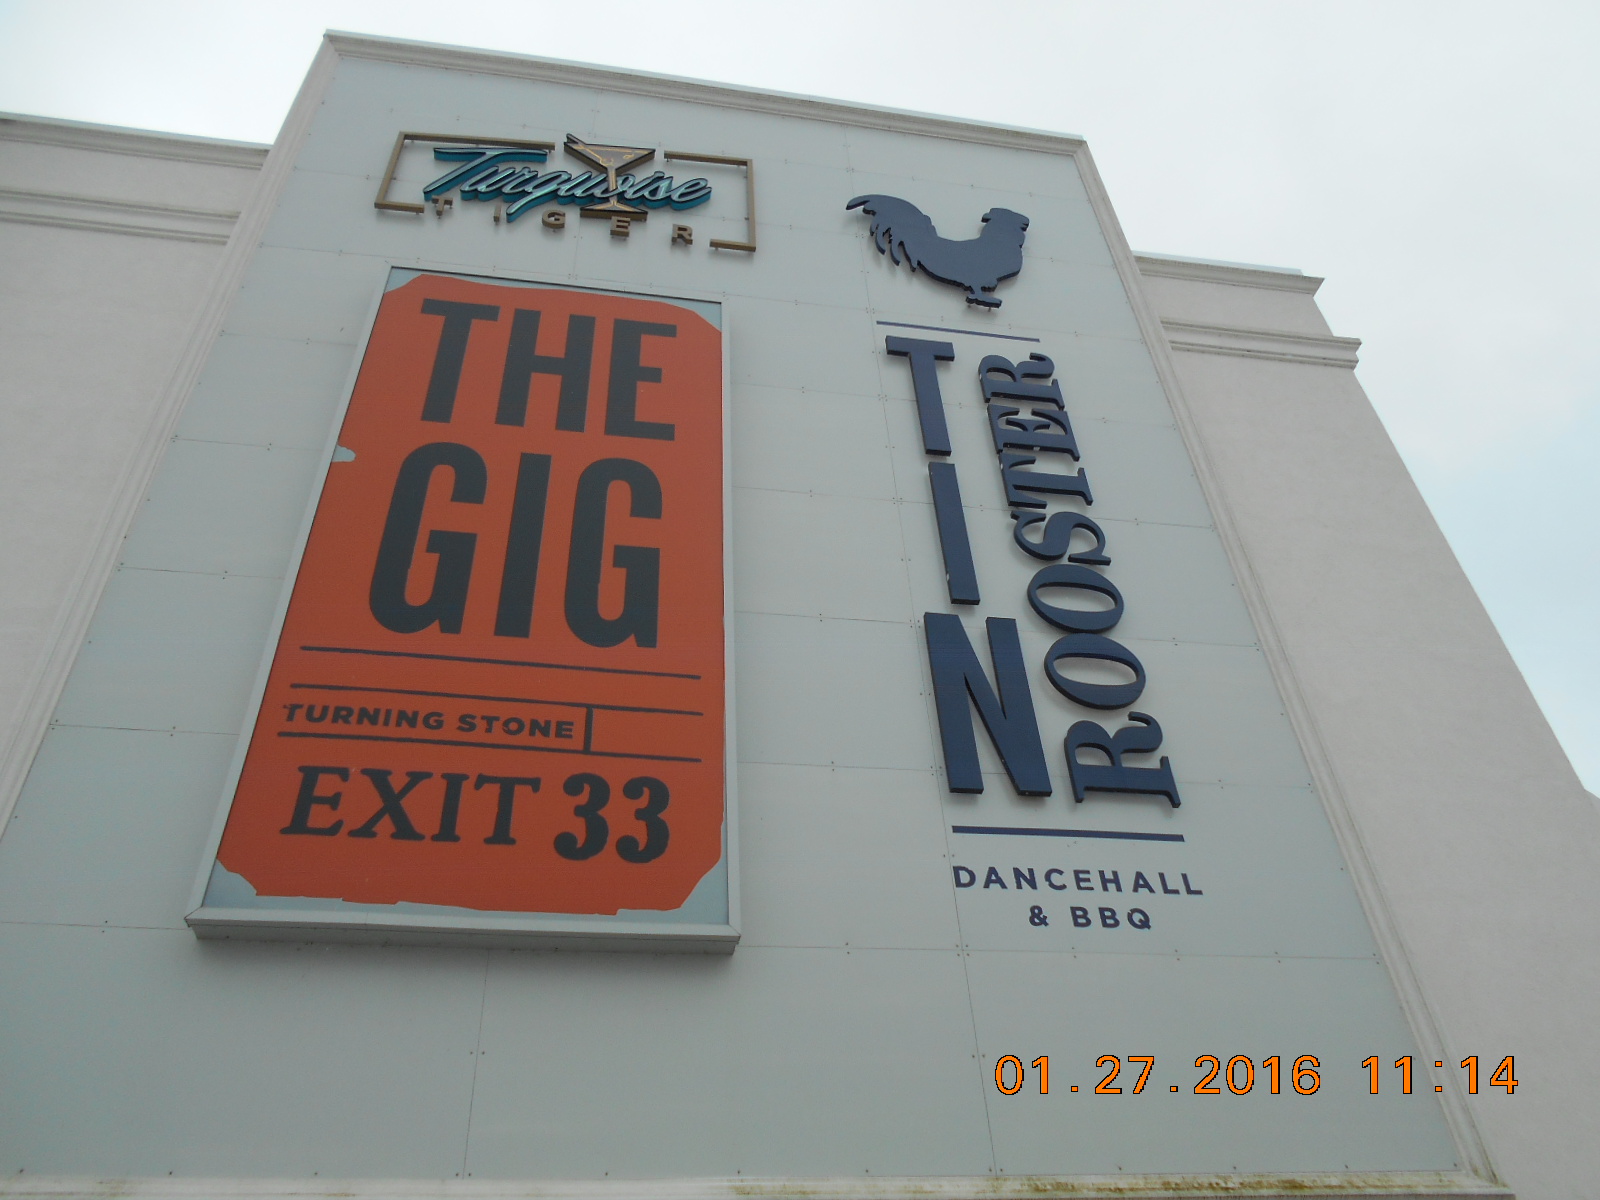 Turquoise
TIGER
THE
GIG
TURNING STONE
EXIT 33
TIN
ROOSTER
DANCEHALL
& BBQ
01.27.2016 11:14